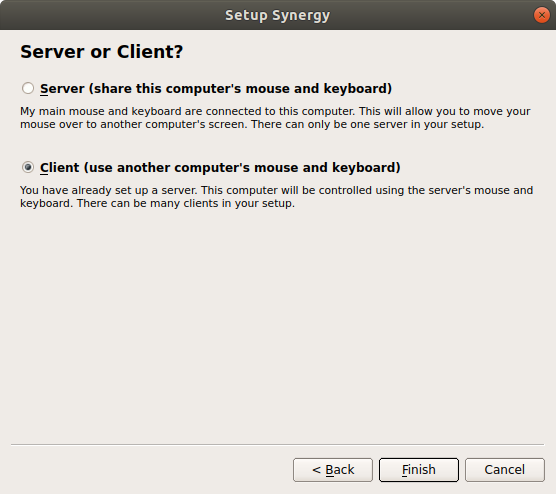 Setup Synergy
Server or Client?
Server (share this computer's mouse and keyboard)
My main mouse and keyboard are connected to this computer. This will allow you to move your
mouse over to another computer's screen. There can only be one server in your setup.
Client (use another computer's mouse and keyboard)
You have already set up a server. This computer will be controlled using the server's mouse and
keyboard. There can be many clients in your setup.
< Back
Finish
Cancel